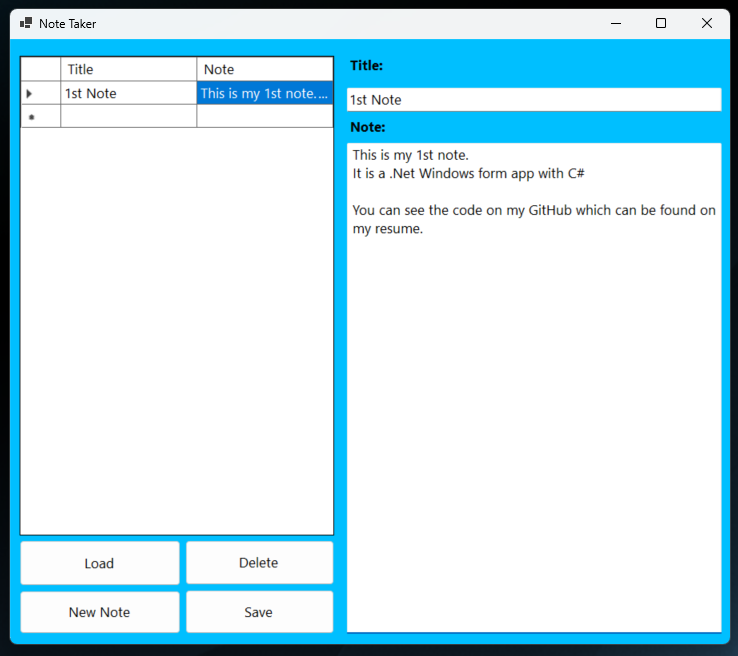 Note Taker
Title Note
1st Note This is my 1st note. ...
Load Delete
New Note Save
Title:
1st Note
Note:
This is my 1st note.
It is a .Net Windows form app with C#
You can see the code on my GitHub which can be found on
my resume.